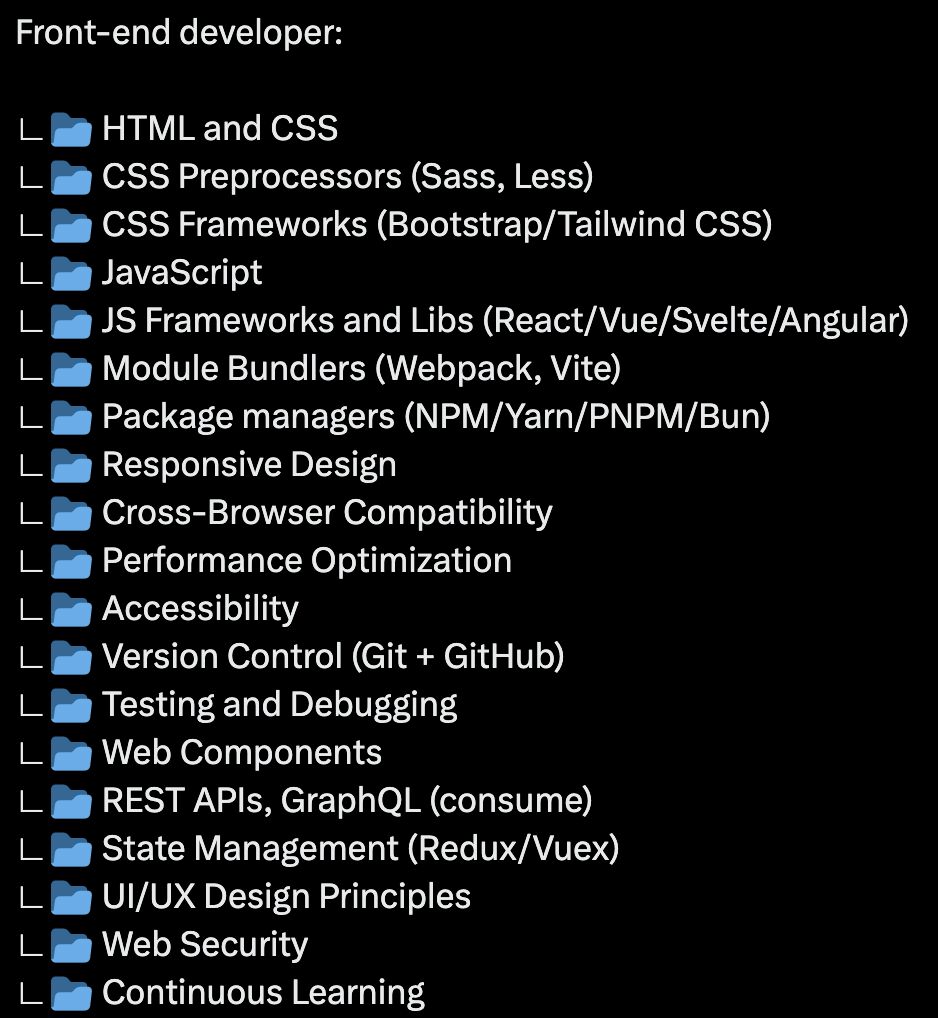 Front-end developer:
∟📂 HTML and CSS
∟📂 CSS Preprocessors (Sass, Less)
∟📂 CSS Frameworks (Bootstrap/Tailwind CSS)
∟📂 JavaScript
∟📂 JS Frameworks and Libs (React/Vue/Svelte/Angular)
∟📂 Module Bundlers (Webpack, Vite)
∟📂 Package managers (NPM/Yarn/PNPM/Bun)
∟📂 Responsive Design
∟📂 Cross-Browser Compatibility
∟📂 Performance Optimization
∟📂 Accessibility
∟📂 Version Control (Git + GitHub)
∟📂 Testing and Debugging
∟📂 Web Components
∟📂 REST APIs, GraphQL (consume)
∟📂 State Management (Redux/Vuex)
∟📂 UI/UX Design Principles
∟📂 Web Security
∟📂 Continuous Learning